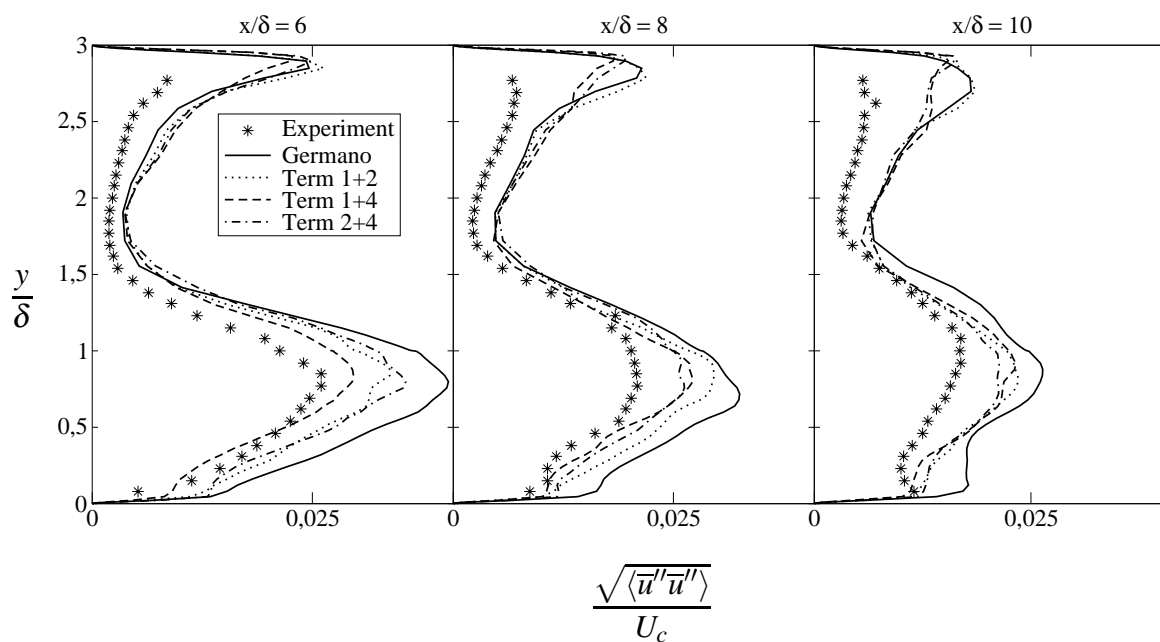 x/δ = 6 x/δ = 8 x/δ = 10
3
2,5
2
1,5
1
0,5
0
y/δ
Experiment
Germano
Term 1+2
Term 1+4
Term 2+4
0 0,025 0 0,025 0 0,025
√⟨u̅″u̅″⟩
U_c